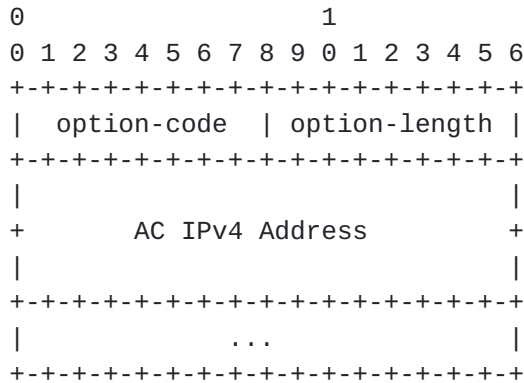 0                   1
0 1 2 3 4 5 6 7 8 9 0 1 2 3 4 5 6
+-+-+-+-+-+-+-+-+-+-+-+-+-+-+-+-+
|  option-code  | option-length |
+-+-+-+-+-+-+-+-+-+-+-+-+-+-+-+-+
|                               |
+       AC IPv4 Address         +
|                               |
+-+-+-+-+-+-+-+-+-+-+-+-+-+-+-+-+
|             ...               |
+-+-+-+-+-+-+-+-+-+-+-+-+-+-+-+-+